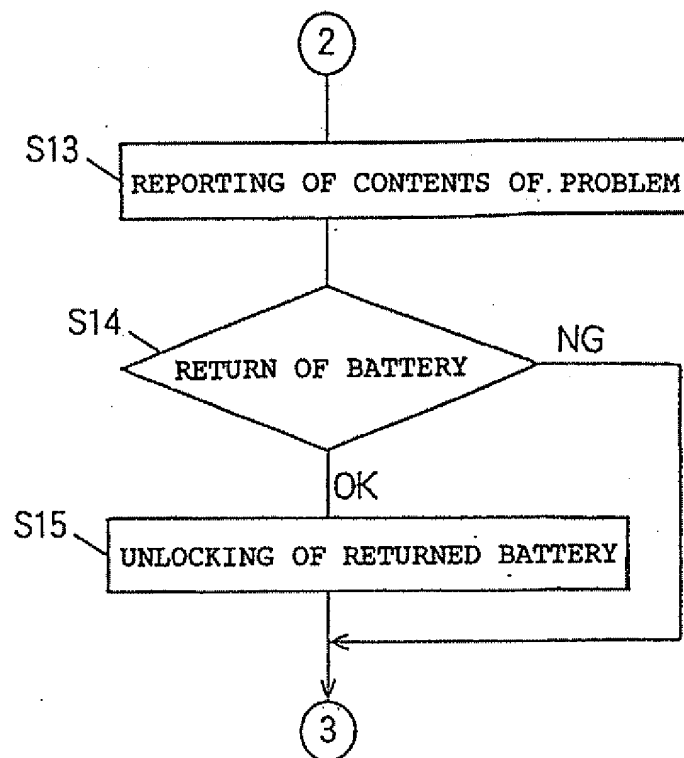 2
S13
REPORTING OF CONTENTS OF PROBLEM
S14
RETURN OF BATTERY
NG
OK
S15
UNLOCKING OF RETURNED BATTERY
3